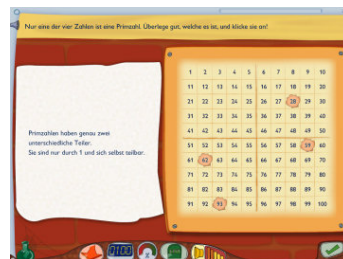 Nur eine der vier Zahlen ist eine Primzahl. Überlege gut, welche es ist, und klicke sie an!
Primzahlen haben genau zwei
unterschiedliche Teiler.
Sie sind nur durch 1 und sich selbst teilbar.
1 2 3 4 5 6 7 8 9 10
11 12 13 14 15 16 17 18 19 20
21 22 23 24 25 26 27 28 29 30
31 32 33 34 35 36 37 38 39 40
41 42 43 44 45 46 47 48 49 50
51 52 53 54 55 56 57 58 59 60
61 62 63 64 65 66 67 68 69 70
71 72 73 74 75 76 77 78 79 80
81 82 83 84 85 86 87 88 89 90
91 92 93 94 95 96 97 98 99 100